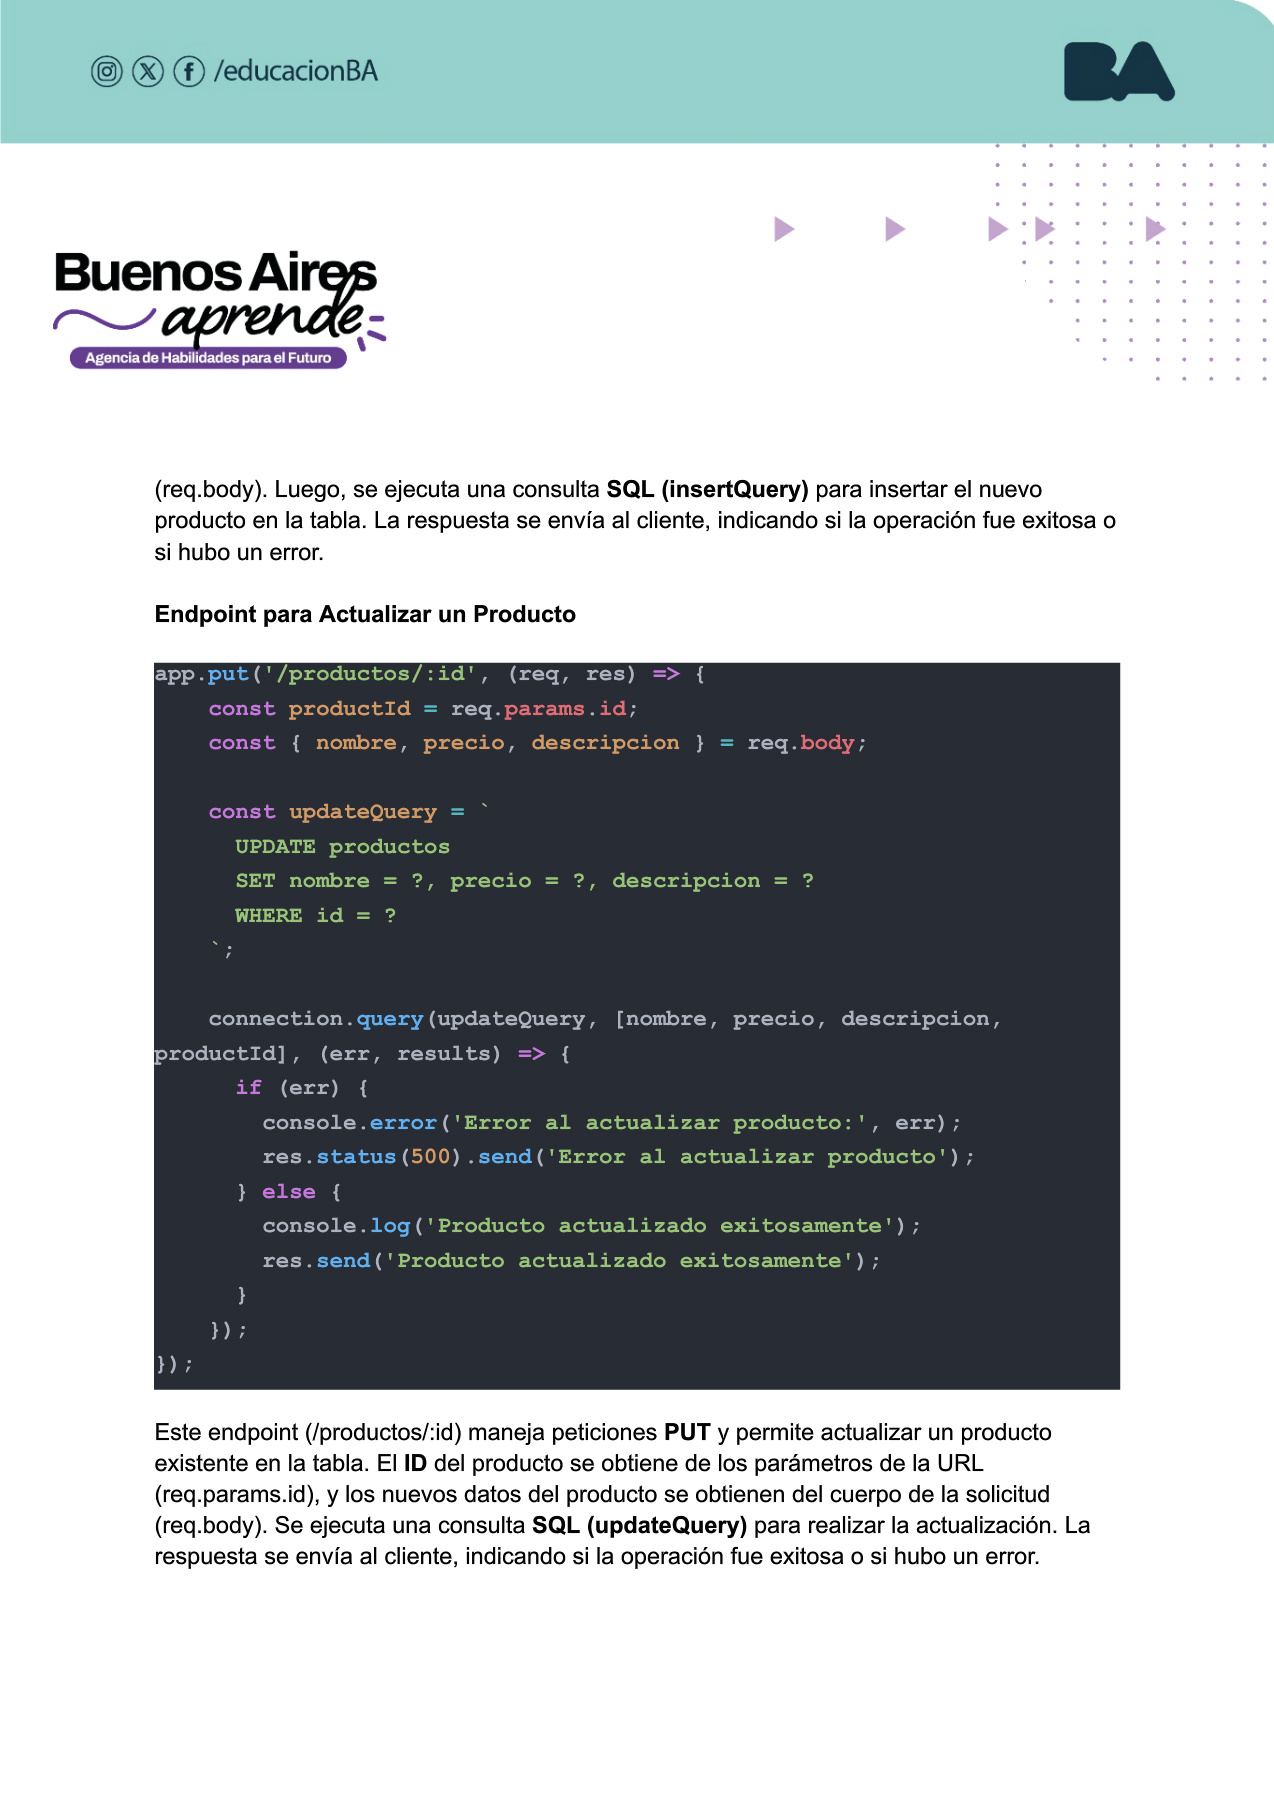 /educacionBA
BA
Buenos Aires
aprende
Agencia de Habilidades para el Futuro
(req.body). Luego, se ejecuta una consulta SQL (insertQuery) para insertar el nuevo
producto en la tabla. La respuesta se envía al cliente, indicando si la operación fue exitosa o
si hubo un error.
Endpoint para Actualizar un Producto
app.put('/productos/:id', (req, res) => {
    const productId = req.params.id;
    const { nombre, precio, descripcion } = req.body;

    const updateQuery = `
      UPDATE productos
      SET nombre = ?, precio = ?, descripcion = ?
      WHERE id = ?
    `;

    connection.query(updateQuery, [nombre, precio, descripcion,
productId], (err, results) => {
      if (err) {
        console.error('Error al actualizar producto:', err);
        res.status(500).send('Error al actualizar producto');
      } else {
        console.log('Producto actualizado exitosamente');
        res.send('Producto actualizado exitosamente');
      }
    });
});
Este endpoint (/productos/:id) maneja peticiones PUT y permite actualizar un producto
existente en la tabla. El ID del producto se obtiene de los parámetros de la URL
(req.params.id), y los nuevos datos del producto se obtienen del cuerpo de la solicitud
(req.body). Se ejecuta una consulta SQL (updateQuery) para realizar la actualización. La
respuesta se envía al cliente, indicando si la operación fue exitosa o si hubo un error.